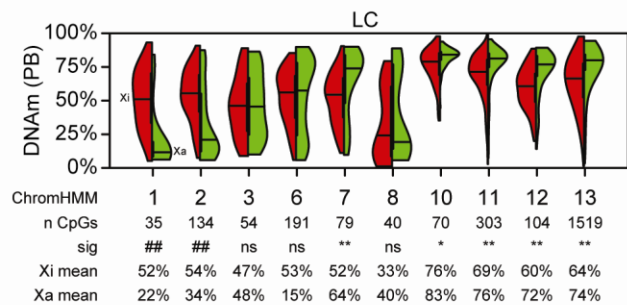 LC
100%
75%
50%
25%
0%
DNAm (PB)
Xi
Xa
ChromHMM 1 2 3 6 7 8 10 11 12 13
n CpGs 35 134 54 191 79 40 70 303 104 1519
sig ## ## ns ns ** ns * ** ** **
Xi mean 52% 54% 47% 53% 52% 33% 76% 69% 60% 64%
Xa mean 22% 34% 48% 15% 64% 40% 83% 76% 72% 74%